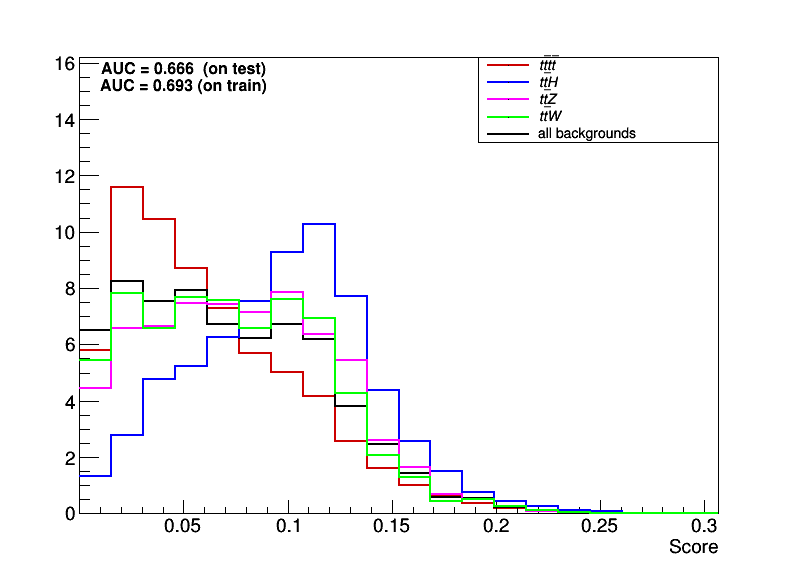 AUC = 0.666 (on test)
AUC = 0.693 (on train)
tt̅tt̅
tt̅H
tt̅Z
tt̅W
all backgrounds
16
14
12
10
8
6
4
2
0
0.05
0.1
0.15
0.2
0.25
0.3
Score